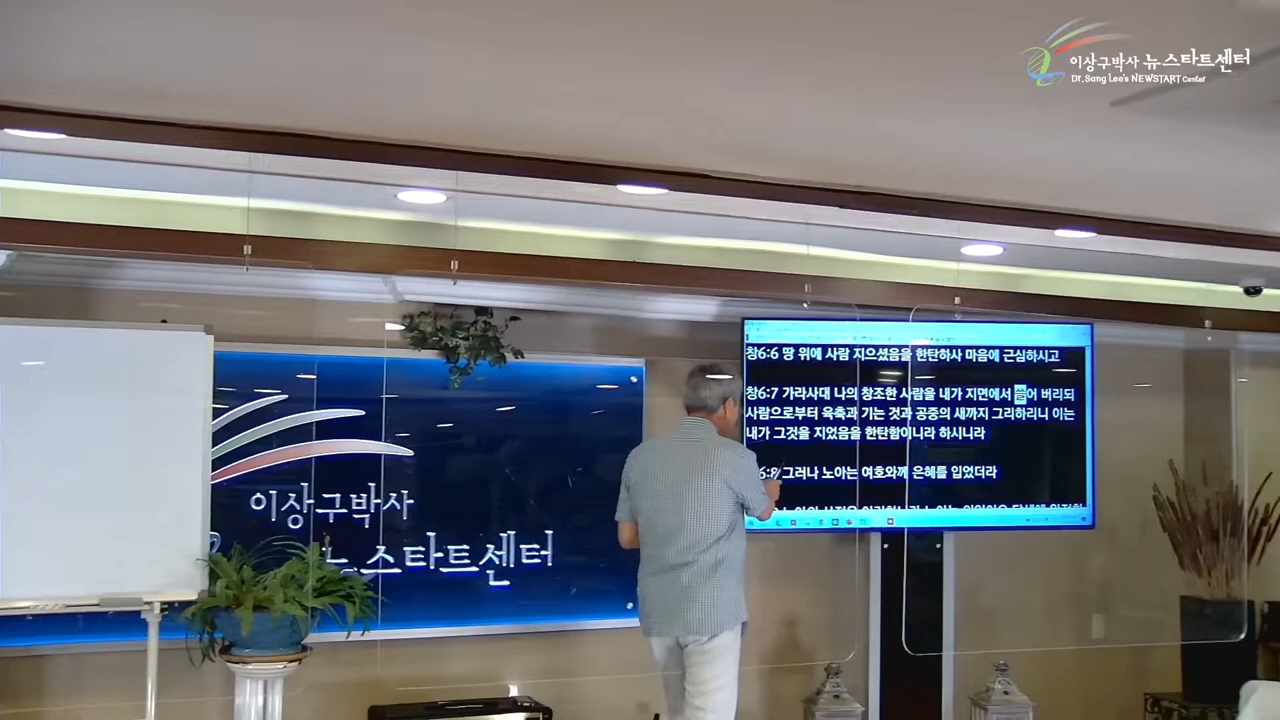 이상구박사 뉴스타트센터
Dr. Sang Lee's NEWSTART Center
창6:6 땅 위에 사람 지으셨음을 한탄하사 마음에 근심하시고
창6:7 가라사대 나의 창조한 사람을 내가 지면에서 쓸어 버리되
사람으로부터 육축과 기는 것과 공중의 새까지 그리하리니 이는
내가 그것을 지었음을 한탄함이니라 하시니라
6:8 그러나 노아는 여호와께 은혜를 입었더라
이상구박사
뉴스타트센터